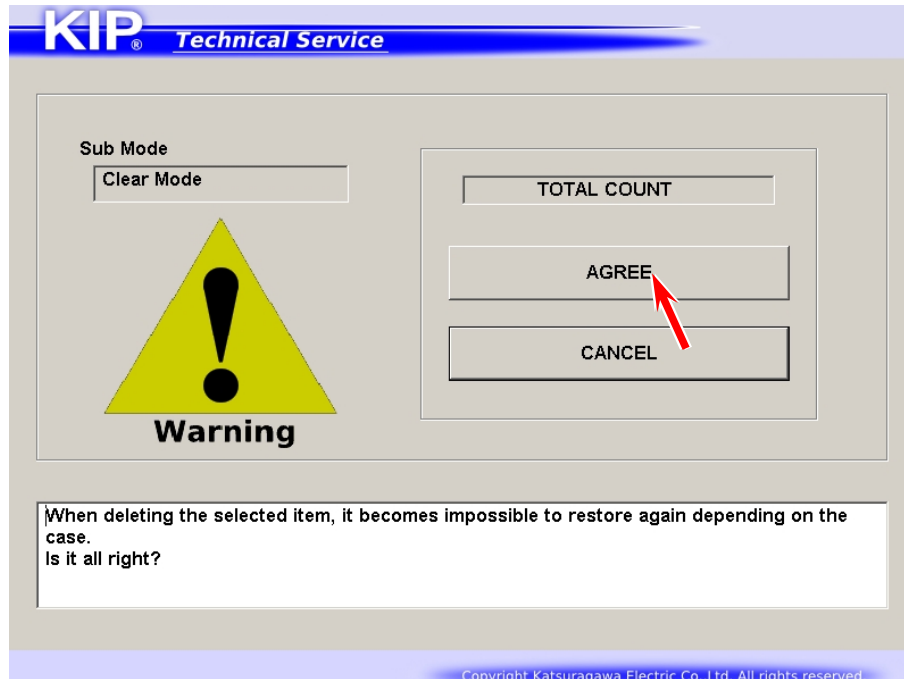 KIP®
Technical Service
Sub Mode
Clear Mode
TOTAL COUNT
AGREE
CANCEL
Warning
When deleting the selected item, it becomes impossible to restore again depending on the
case.
Is it all right?
Copyright Katsuragawa Electric Co.,Ltd. All rights reserved